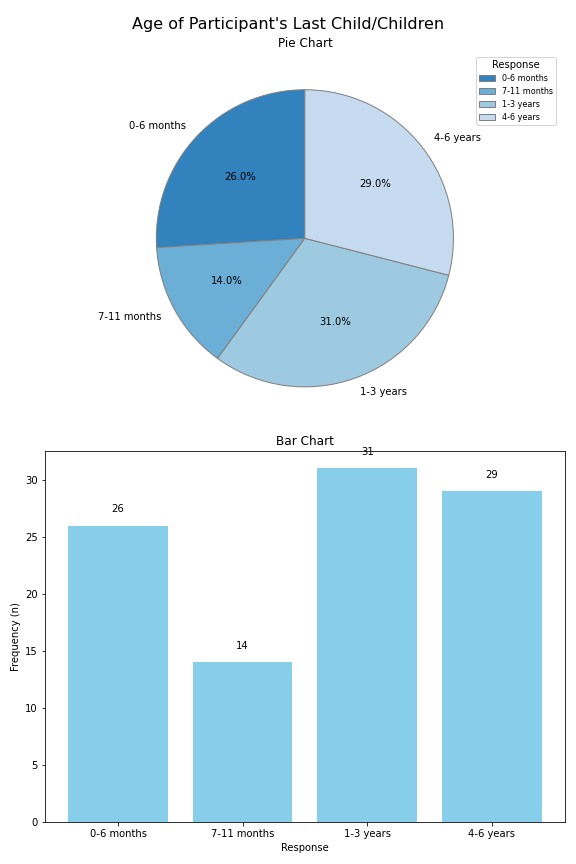 Age of Participant's Last Child/Children
Pie Chart
Response
0-6 months
7-11 months
1-3 years
4-6 years
0-6 months
4-6 years
26.0%
29.0%
14.0%
7-11 months
31.0%
1-3 years
Bar Chart
31
30
29
26
25
20
15
14
10
5
0
Frequency (n)
0-6 months
7-11 months
1-3 years
4-6 years
Response